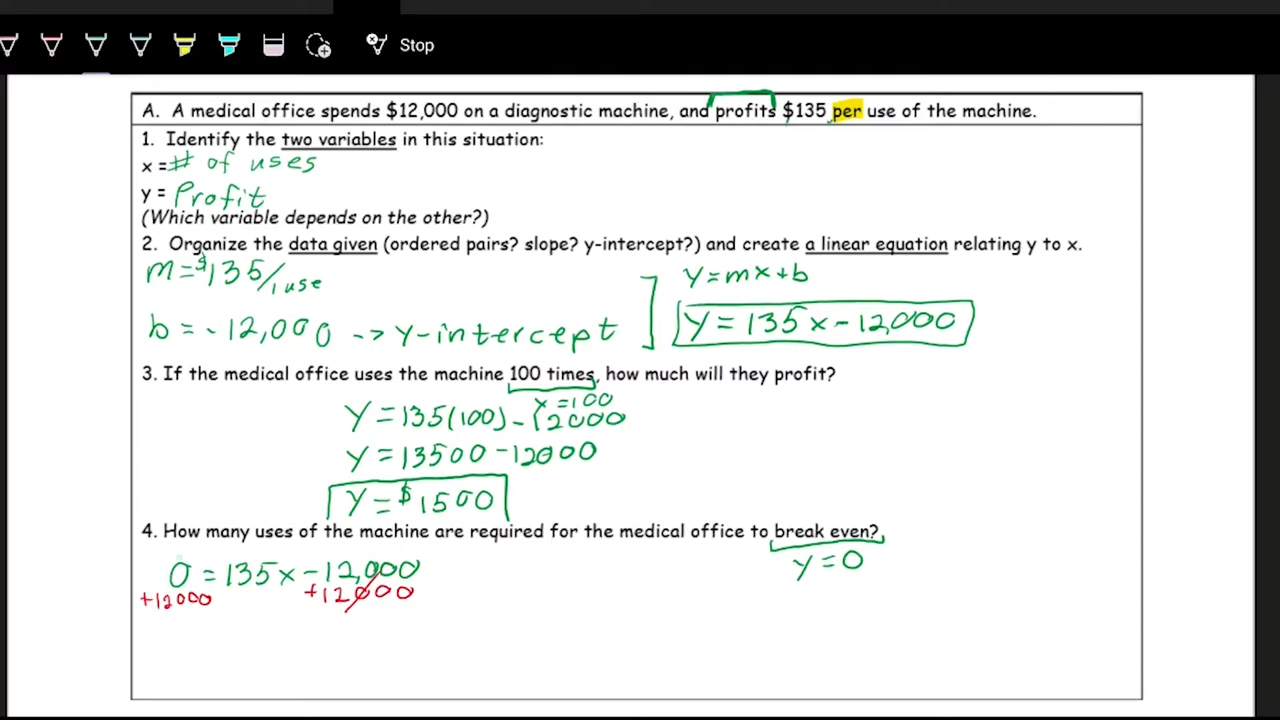 Stop
A. A medical office spends $12,000 on a diagnostic machine, and profits $135 per use of the machine.
1. Identify the two variables in this situation:
x = # of uses
y = Profit
(Which variable depends on the other?)
2. Organize the data given (ordered pairs? slope? y-intercept?) and create a linear equation relating y to x.
m = $135/1 use
y = mx + b
b = -12,000 -> y-intercept
y = 135x - 12000
3. If the medical office uses the machine 100 times, how much will they profit?
x = 100
y = 135(100) - 12000
y = 13500 - 12000
y = $1500
4. How many uses of the machine are required for the medical office to break even?
y = 0
0 = 135x - 12,000
+12000 +12000